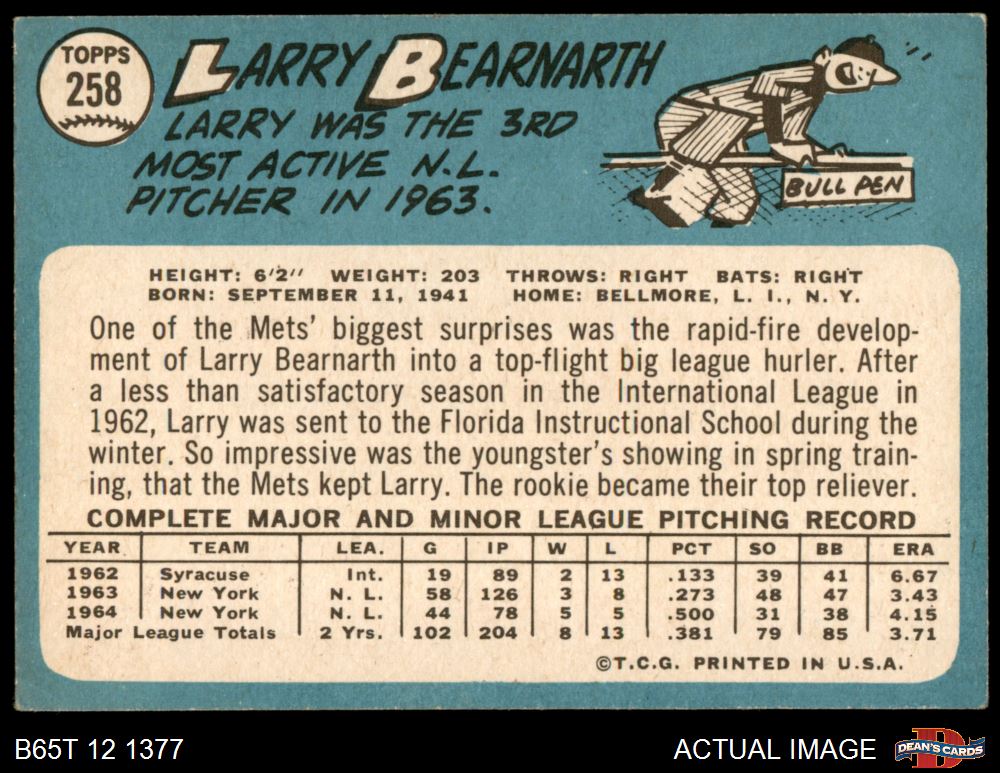 TOPPS
258
LARRY BEARNARTH
LARRY WAS THE 3RD
MOST ACTIVE N.L.
PITCHER IN 1963.
BULL PEN
HEIGHT: 6'2" WEIGHT: 203 THROWS: RIGHT BATS: RIGHT
BORN: SEPTEMBER 11, 1941 HOME: BELLMORE, L. I., N. Y.
One of the Mets' biggest surprises was the rapid-fire develop-
ment of Larry Bearnarth into a top-flight big league hurler. After
a less than satisfactory season in the International League in
1962, Larry was sent to the Florida Instructional School during the
winter. So impressive was the youngster's showing in spring train-
ing, that the Mets kept Larry. The rookie became their top reliever.
COMPLETE MAJOR AND MINOR LEAGUE PITCHING RECORD
YEAR TEAM LEA. G IP W L PCT SO BB ERA
1962 Syracuse Int. 19 89 2 13 .133 39 41 6.67
1963 New York N. L. 58 126 3 8 .273 48 47 3.43
1964 New York N. L. 44 78 5 5 .500 31 38 4.15
Major League Totals 2 Yrs. 102 204 8 13 .381 79 85 3.71
©T.C.G. PRINTED IN U.S.A.
B65T 12 1377
ACTUAL IMAGE
D
DEAN'S CARDS